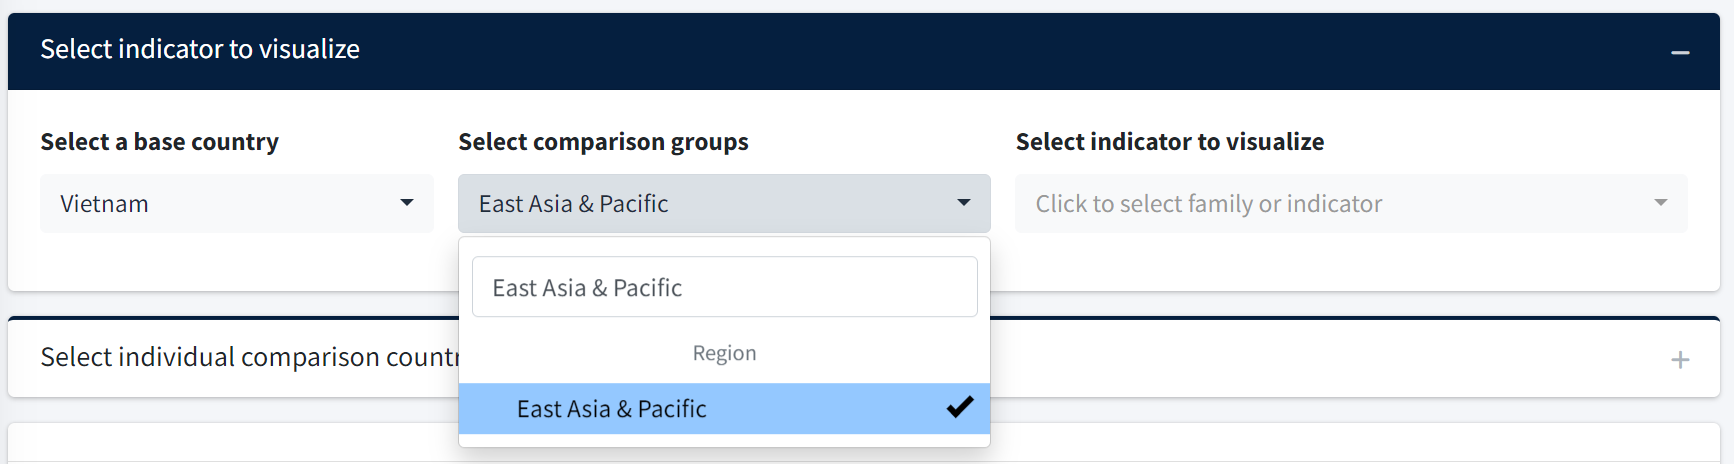 Select indicator to visualize
Select a base country
Select comparison groups
Select indicator to visualize
Vietnam
East Asia & Pacific
Click to select family or indicator
East Asia & Pacific
Region
East Asia & Pacific
Select individual comparison